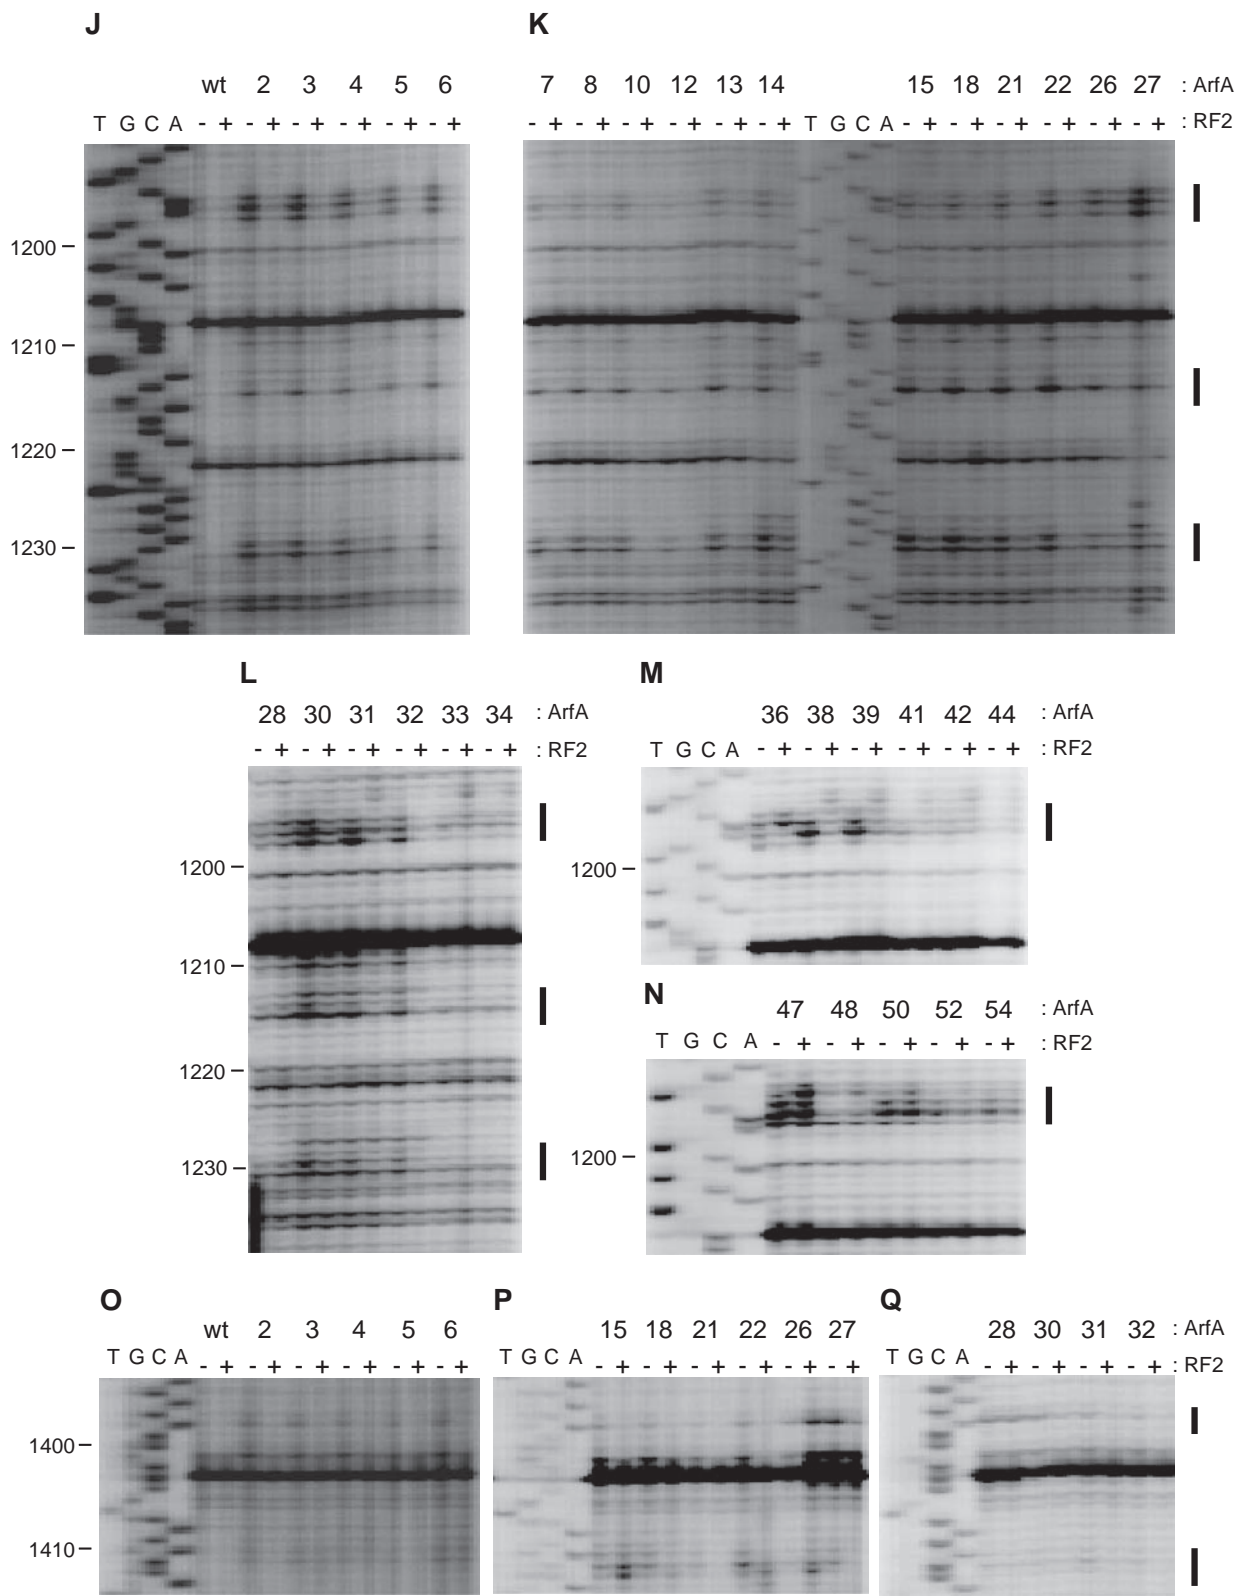 J
wt 2 3 4 5 6
T G C A - + - + - + - + - + - +
1200
1210
1220
1230
K
7 8 10 12 13 14 15 18 21 22 26 27 : ArfA
- + - + - + - + - + - + T G C A - + - + - + - + - + - + : RF2
L
28 30 31 32 33 34 : ArfA
- + - + - + - + - + - + : RF2
1200
1210
1220
1230
M
36 38 39 41 42 44 : ArfA
T G C A - + - + - + - + - + - + : RF2
1200
N
47 48 50 52 54 : ArfA
T G C A - + - + - + - + - + : RF2
1200
O
wt 2 3 4 5 6
T G C A - + - + - + - + - + - +
1400
1410
P
15 18 21 22 26 27
T G C A - + - + - + - + - + - +
Q
28 30 31 32 : ArfA
T G C A - + - + - + - + : RF2